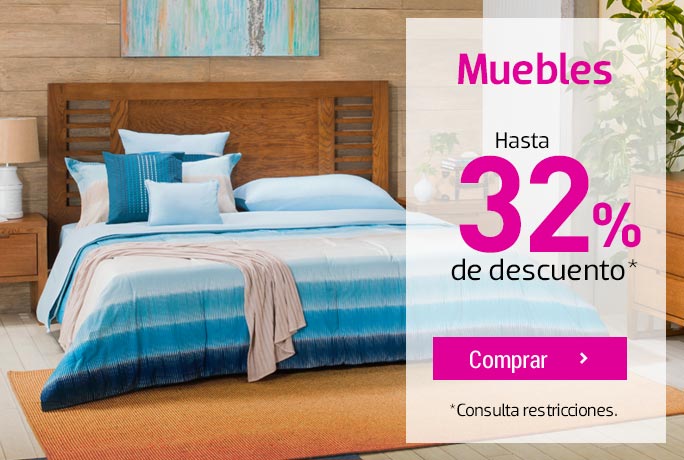 Muebles
Hasta
32%
de descuento*
Comprar >
*Consulta restricciones.